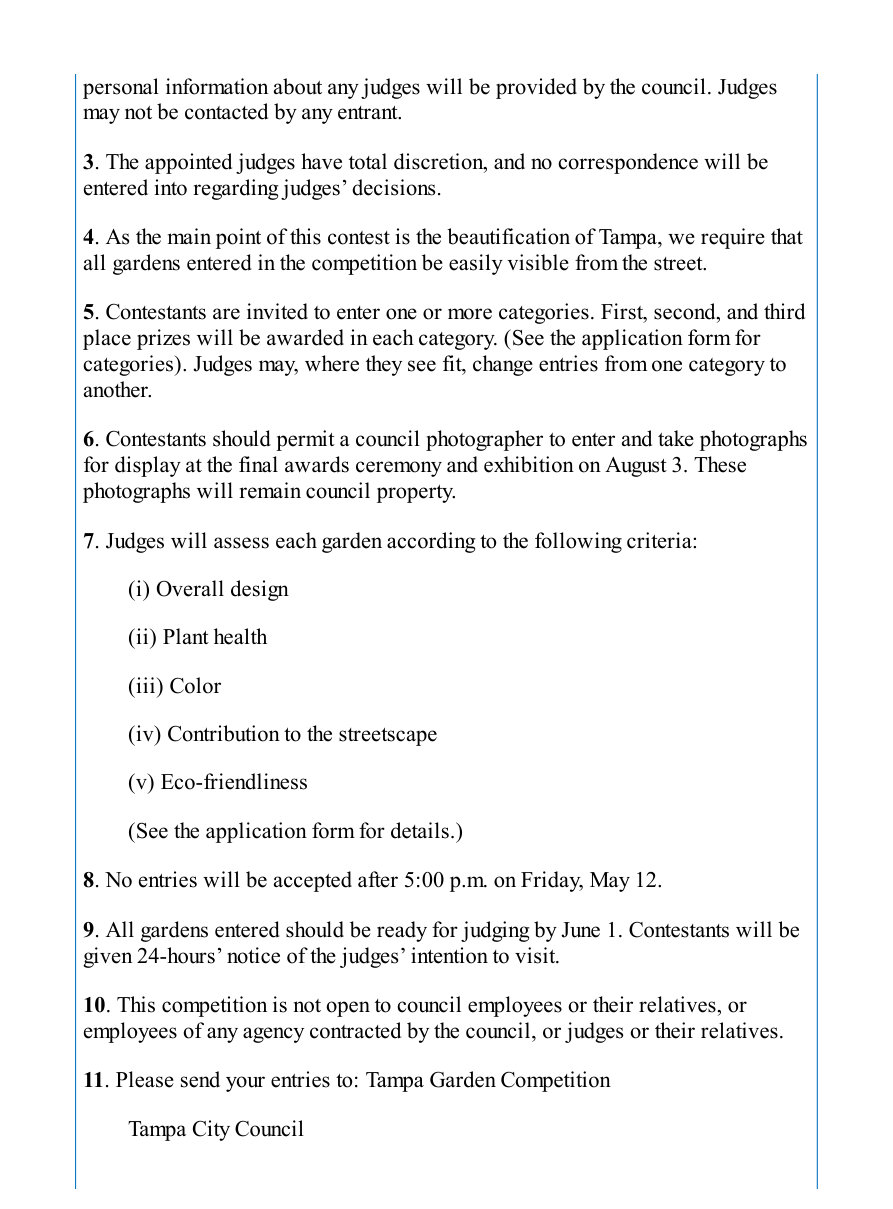 personal information about any judges will be provided by the council. Judges
may not be contacted by any entrant.
3. The appointed judges have total discretion, and no correspondence will be
entered into regarding judges’ decisions.
4. As the main point of this contest is the beautification of Tampa, we require that
all gardens entered in the competition be easily visible from the street.
5. Contestants are invited to enter one or more categories. First, second, and third
place prizes will be awarded in each category. (See the application form for
categories). Judges may, where they see fit, change entries from one category to
another.
6. Contestants should permit a council photographer to enter and take photographs
for display at the final awards ceremony and exhibition on August 3. These
photographs will remain council property.
7. Judges will assess each garden according to the following criteria:
(i) Overall design
(ii) Plant health
(iii) Color
(iv) Contribution to the streetscape
(v) Eco-friendliness
(See the application form for details.)
8. No entries will be accepted after 5:00 p.m. on Friday, May 12.
9. All gardens entered should be ready for judging by June 1. Contestants will be
given 24-hours’ notice of the judges’ intention to visit.
10. This competition is not open to council employees or their relatives, or
employees of any agency contracted by the council, or judges or their relatives.
11. Please send your entries to: Tampa Garden Competition
Tampa City Council